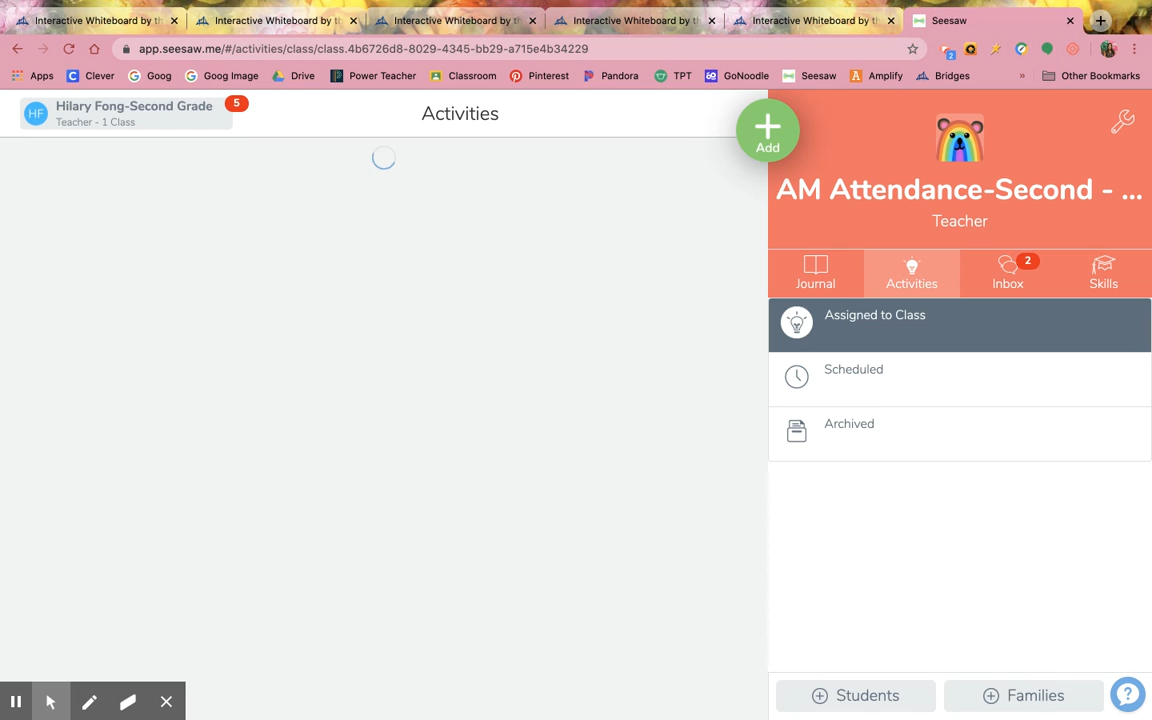 Interactive Whiteboard by th
Interactive Whiteboard by th
Interactive Whiteboard by th
Interactive Whiteboard by th
Interactive Whiteboard by th
Seesaw
app.seesaw.me/#/activities/class/class.4b6726d8-8029-4345-bb29-a715e4b34229
2
Apps
Clever
Goog
Goog Image
Drive
Power Teacher
Classroom
Pinterest
Pandora
TPT
GoNoodle
Seesaw
Amplify
Bridges
»
Other Bookmarks
HF
Hilary Fong-Second Grade
5
Teacher - 1 Class
Activities
Add
AM Attendance-Second - ...
Teacher
Journal
Activities
2
Inbox
Skills
Assigned to Class
Scheduled
Archived
Students
Families
?